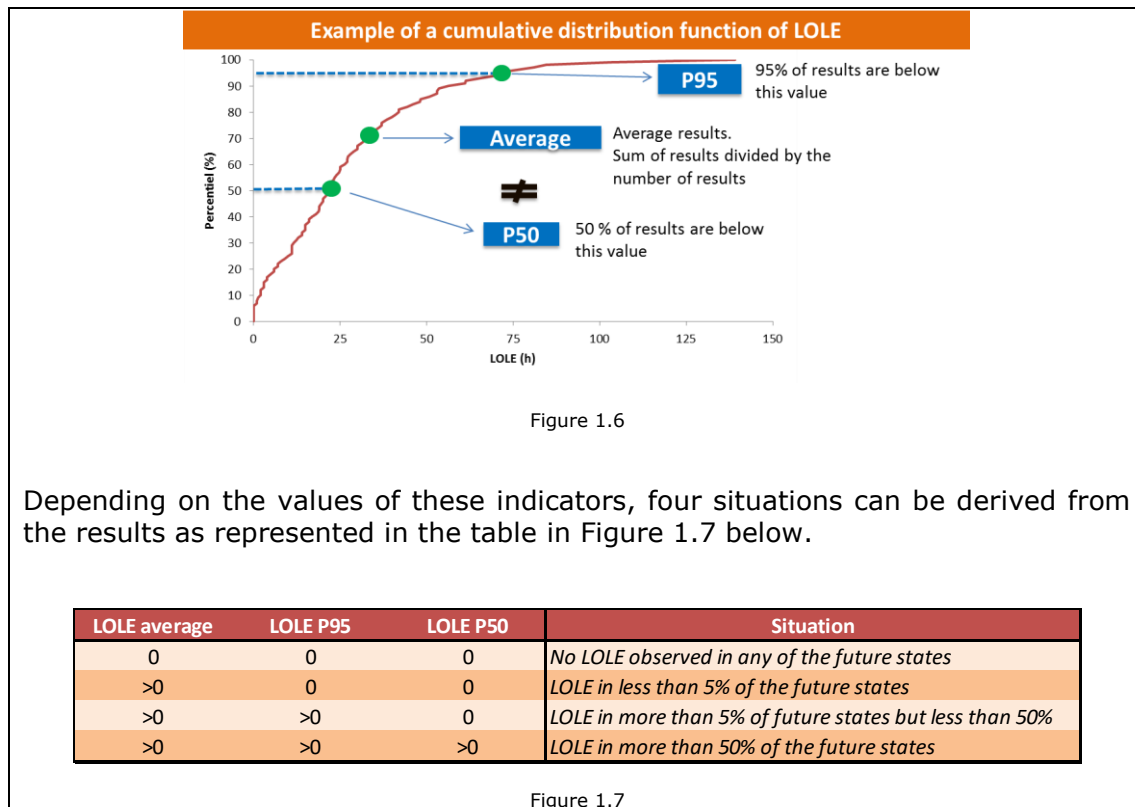 Example of a cumulative distribution function of LOLE
100
90
80
70
60
50
40
30
20
10
0
Percentiel (%)
0 25 50 75 100 125 150
LOLE (h)
P95
95% of results are below
this value
Average
Average results.
Sum of results divided by the
number of results
≠
P50
50 % of results are below
this value
Figure 1.6
Depending on the values of these indicators, four situations can be derived from
the results as represented in the table in Figure 1.7 below.
LOLE average LOLE P95 LOLE P50 Situation
0 0 0 No LOLE observed in any of the future states
>0 0 0 LOLE in less than 5% of the future states
>0 >0 0 LOLE in more than 5% of future states but less than 50%
>0 >0 >0 LOLE in more than 50% of the future states
Figure 1.7